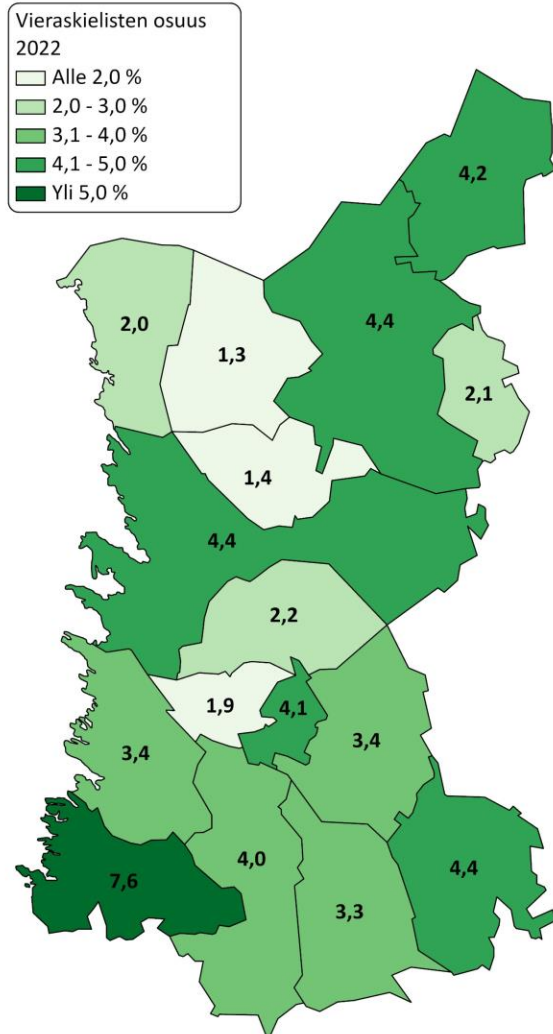 Vieraskielisten osuus
2022
Alle 2,0 %
2,0 - 3,0 %
3,1 - 4,0 %
4,1 - 5,0 %
Yli 5,0 %
4,2
2,0
1,3
4,4
2,1
1,4
4,4
2,2
1,9
4,1
3,4
3,4
7,6
4,0
3,3
4,4